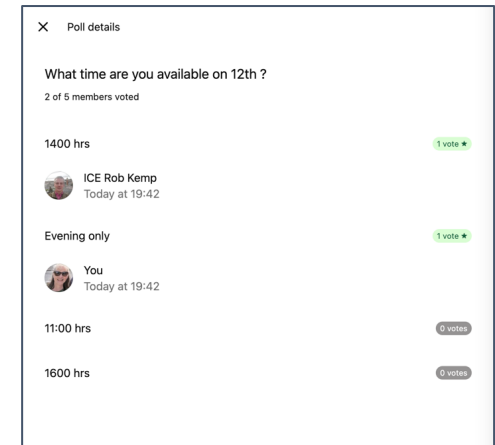 Poll details
What time are you available on 12th ?
2 of 5 members voted
1400 hrs
1 vote ★
ICE Rob Kemp
Today at 19:42
Evening only
1 vote ★
You
Today at 19:42
11:00 hrs
0 votes
1600 hrs
0 votes